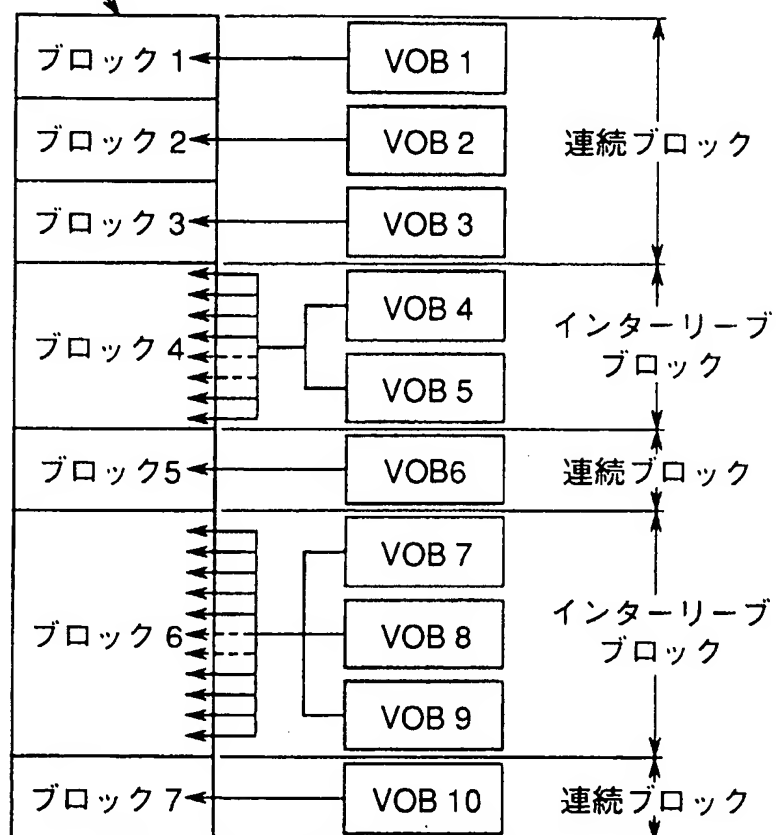 ブロック 1
VOB 1
ブロック 2
VOB 2
連続ブロック
ブロック 3
VOB 3
ブロック 4
VOB 4
VOB 5
インターリーブ
ブロック
ブロック5
VOB6
連続ブロック
ブロック 6
VOB 7
VOB 8
VOB 9
インターリーブ
ブロック
ブロック 7
VOB 10
連続ブロック